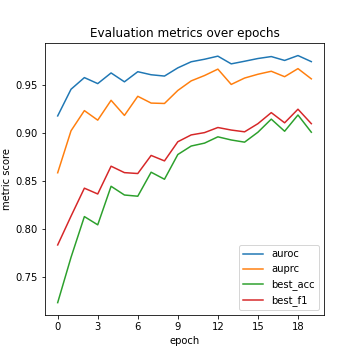 Evaluation metrics over epochs
metric score
0.95
0.90
0.85
0.80
0.75
auroc
auprc
best_acc
best_f1
0 3 6 9 12 15 18
epoch